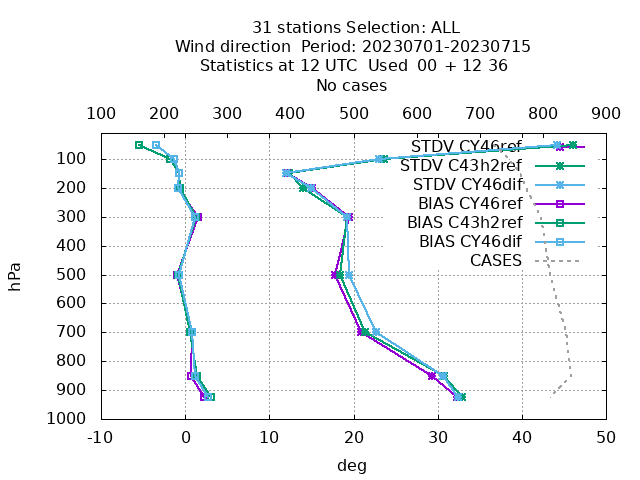 31 stations Selection: ALL
Wind direction  Period: 20230701-20230715
Statistics at 12 UTC  Used  00 + 12 36
No cases
100 200 300 400 500 600 700 800 900
STDV CY46ref
STDV C43h2ref
STDV CY46dif
BIAS CY46ref
BIAS C43h2ref
BIAS CY46dif
CASES
100
200
300
400
500
600
700
800
900
1000
hPa
-10 0 10 20 30 40 50
deg